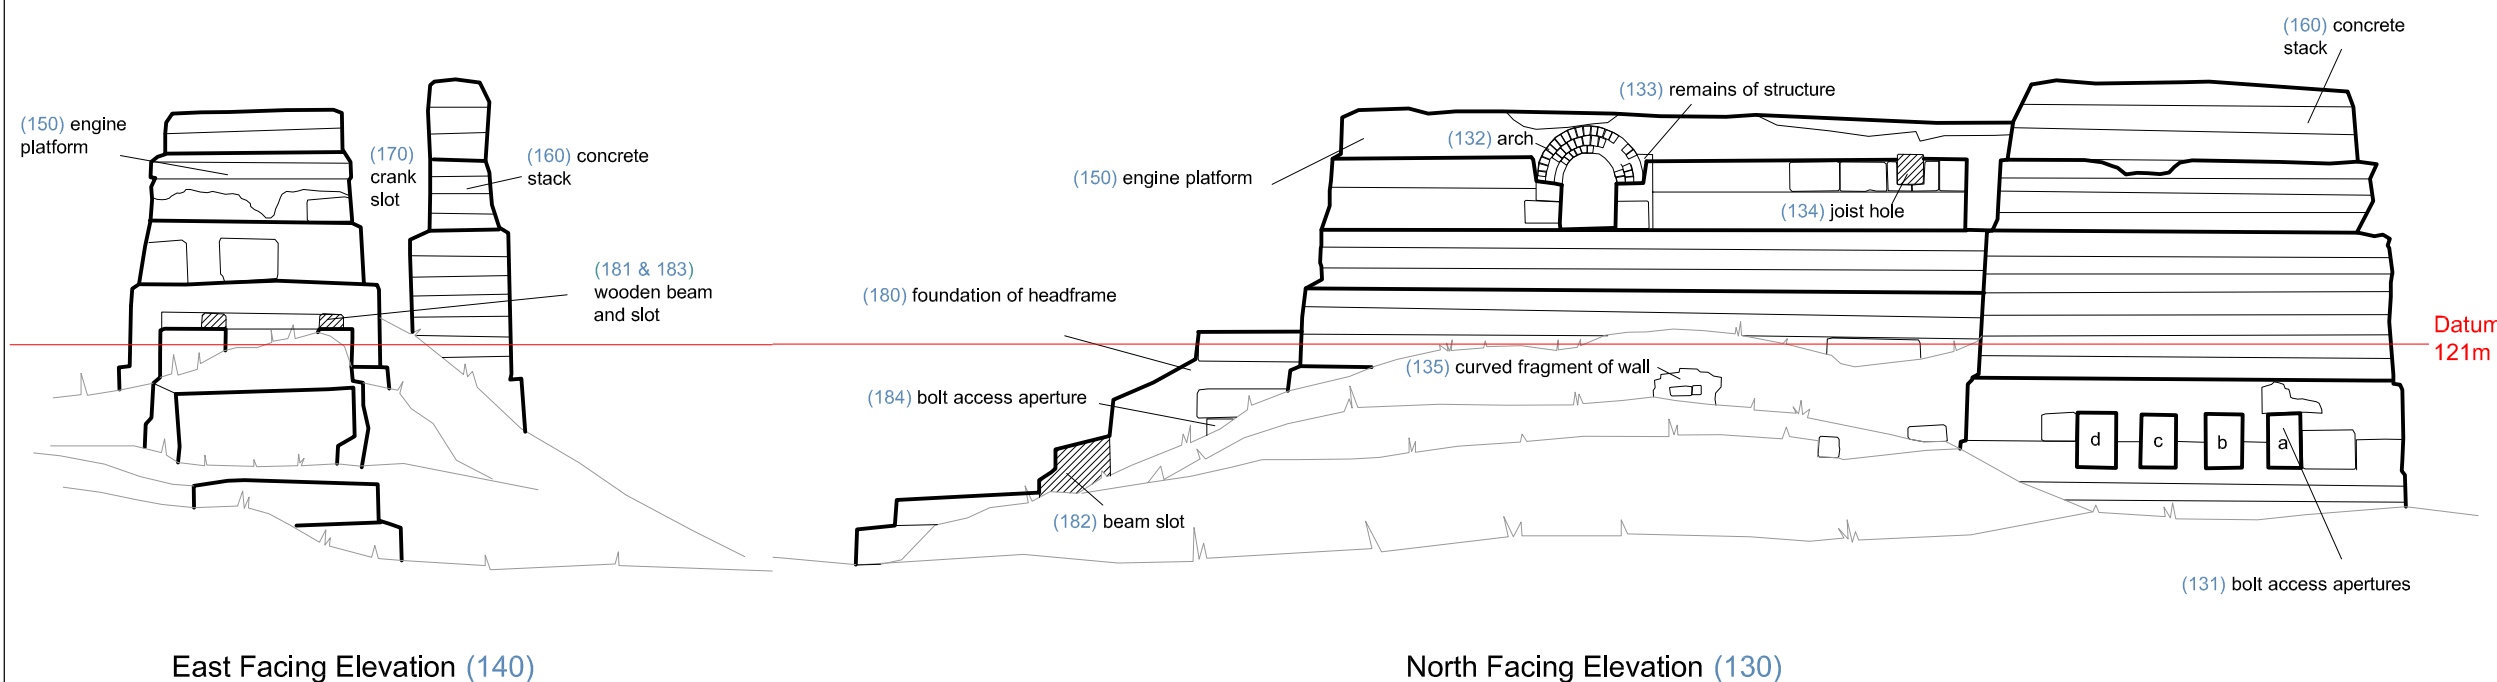 (150) engine
platform
(170)
crank
slot
(160) concrete
stack
(181 & 183)
wooden beam
and slot
East Facing Elevation (140)
(160) concrete
stack
(133) remains of structure
(132) arch
(150) engine platform
(134) joist hole
(180) foundation of headframe
Datum
121m
(135) curved fragment of wall
(184) bolt access aperture
d
c
b
a
(182) beam slot
(131) bolt access apertures
North Facing Elevation (130)